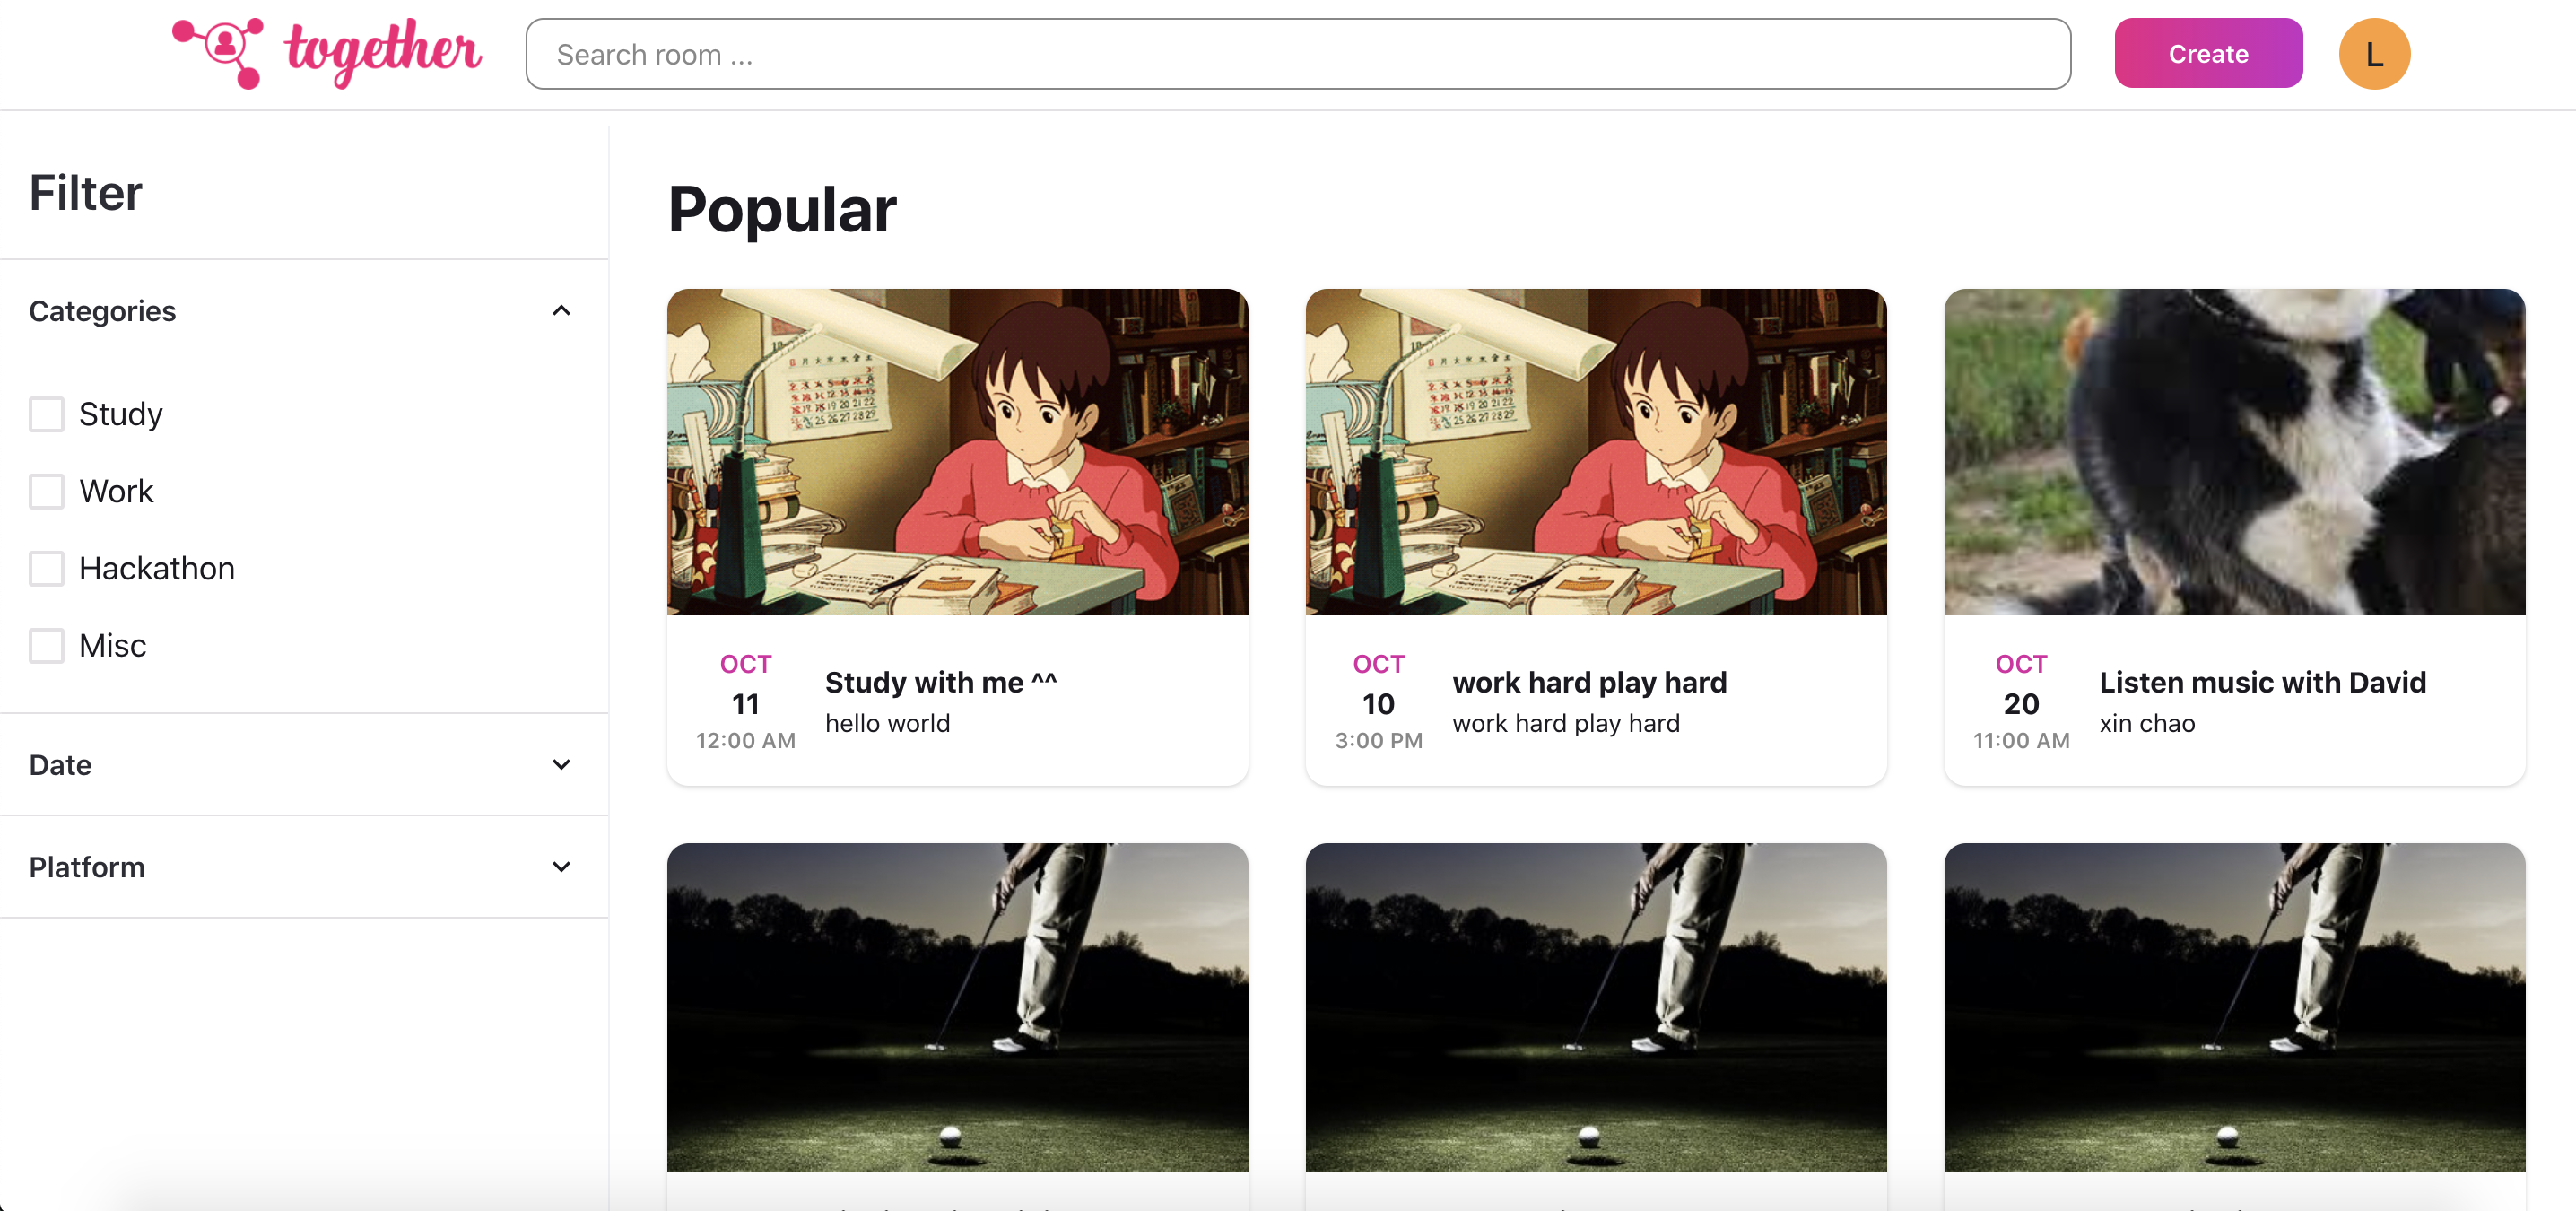 together
Search room ...
Create
L
Filter
Categories
Study
Work
Hackathon
Misc
Date
Platform
Popular
OCT
11
12:00 AM
Study with me ^^
hello world
OCT
10
3:00 PM
work hard play hard
work hard play hard
OCT
20
11:00 AM
Listen music with David
xin chao